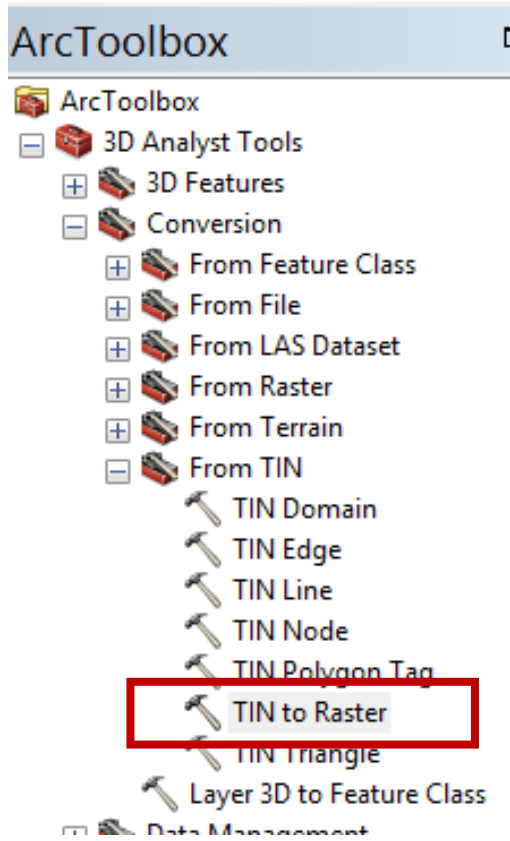 ArcToolbox
ArcToolbox
3D Analyst Tools
3D Features
Conversion
From Feature Class
From File
From LAS Dataset
From Raster
From Terrain
From TIN
TIN Domain
TIN Edge
TIN Line
TIN Node
TIN Polygon Tag
TIN to Raster
TIN Triangle
Layer 3D to Feature Class
Data Management